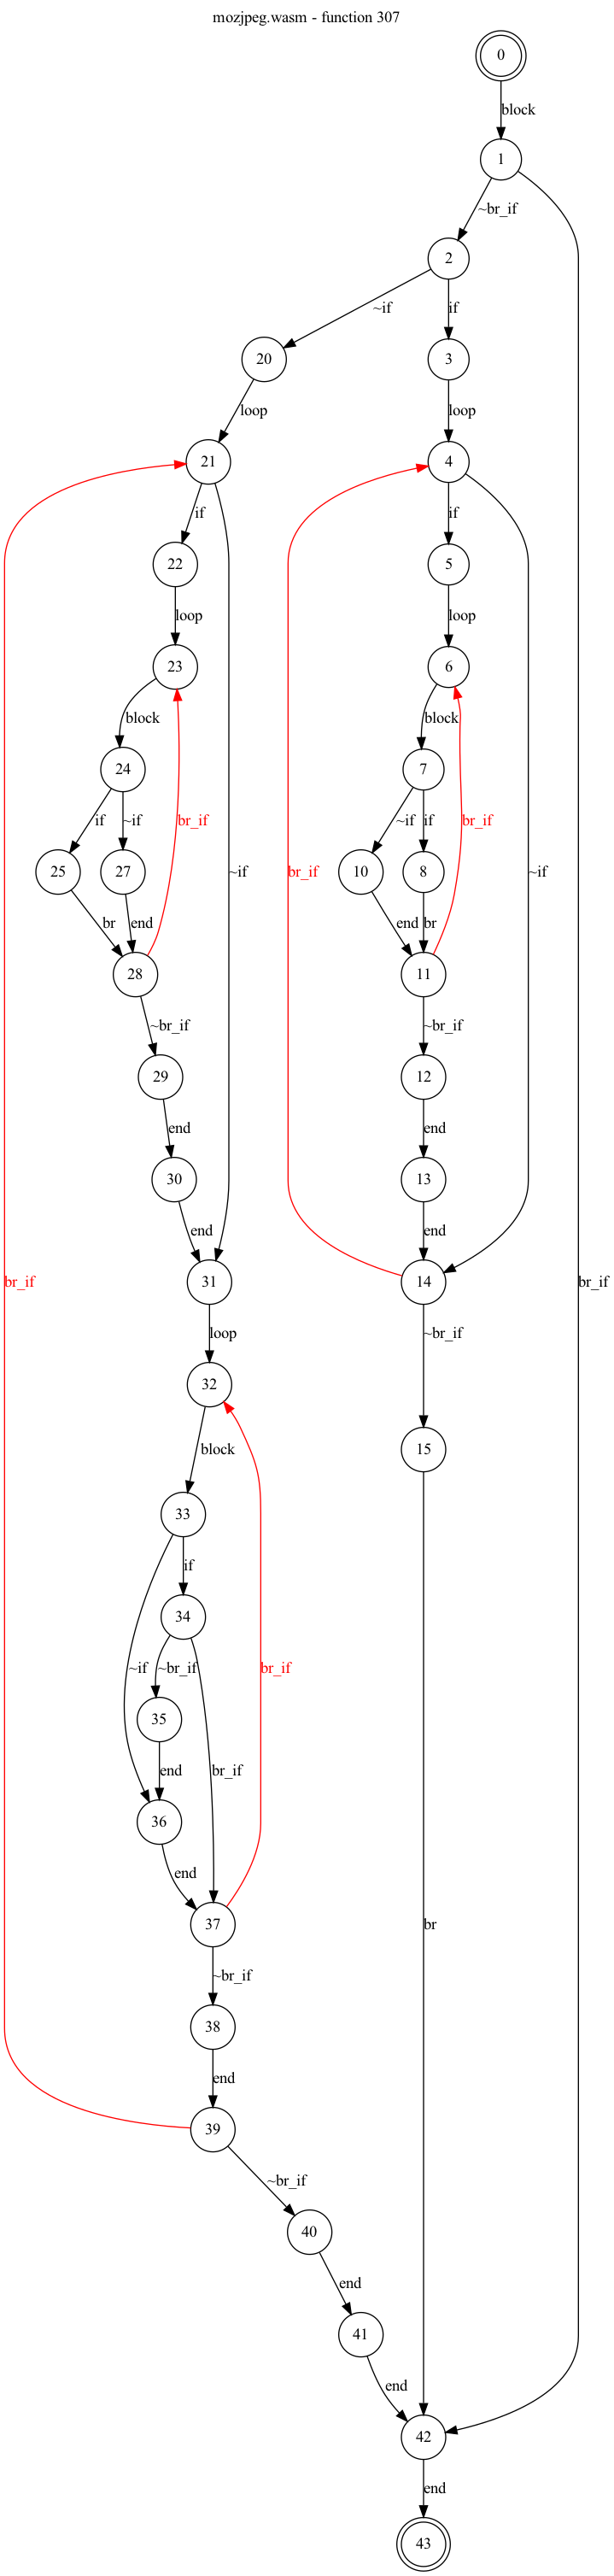 mozjpeg.wasm - function 307
0
block
1
~br_if
2
~if
if
20
3
loop
loop
21
4
if
if
22
5
loop
loop
23
6
block
block
24
7
if
~if
br_if
~if
if
br_if
br_if
~if
~if
25
27
10
8
br
end
end
br
28
11
~br_if
~br_if
29
12
end
end
30
13
end
end
br_if
31
14
br_if
loop
~br_if
32
block
15
33
if
34
~if
~br_if
br_if
35
end
br_if
36
end
37
br
~br_if
38
end
39
~br_if
40
end
41
end
42
end
43